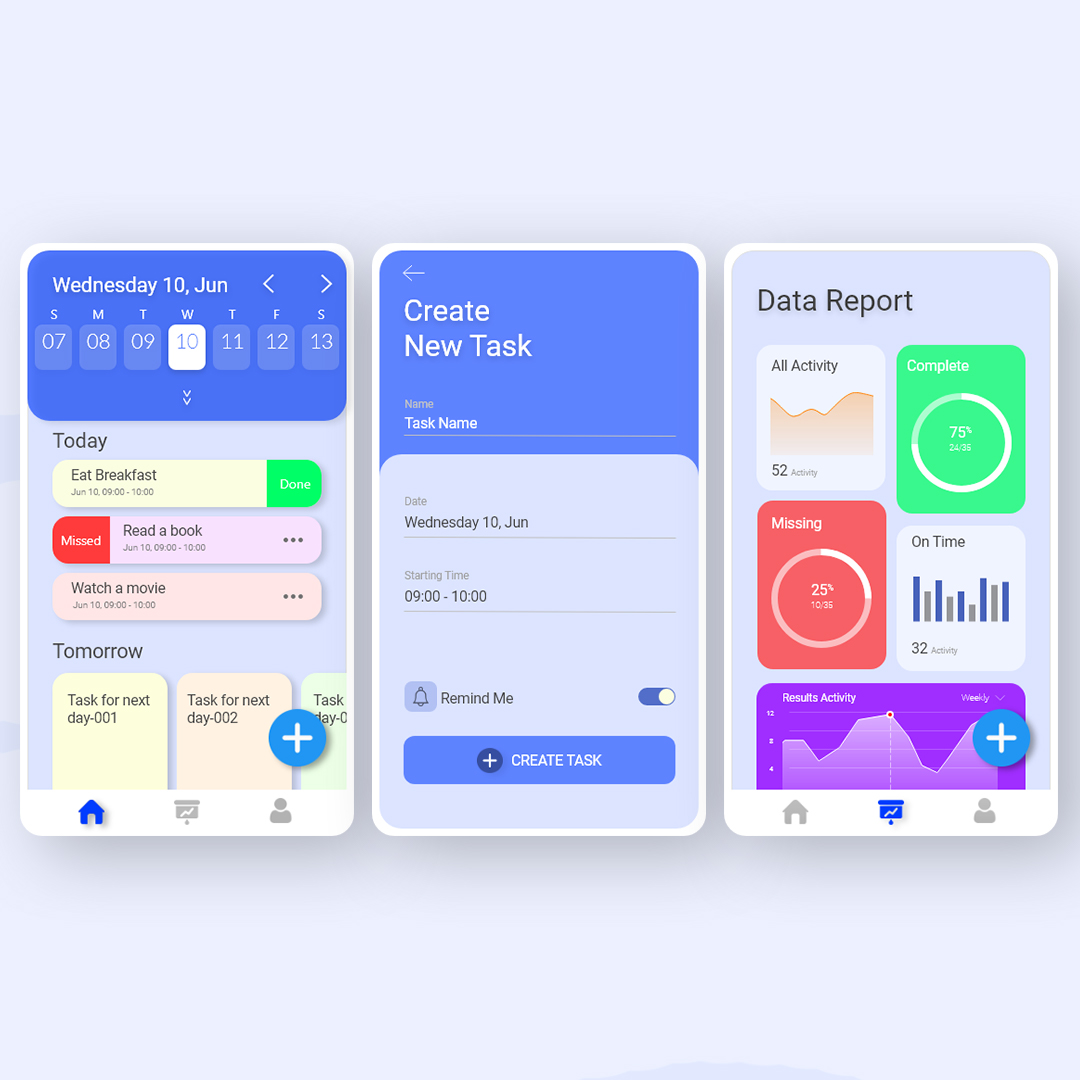 Wednesday 10, Jun
S M T W T F S
07 08 09 10 11 12 13
Today
Eat Breakfast
Jun 10, 09:00 - 10:00
Done
Missed
Read a book
Jun 10, 09:00 - 10:00
Watch a movie
Jun 10, 09:00 - 10:00
Tomorrow
Task for next
day-001
Task for next
day-002
Task
day-0
Create
New Task
Name
Task Name
Date
Wednesday 10, Jun
Starting Time
09:00 - 10:00
Remind Me
CREATE TASK
Data Report
All Activity
52 Activity
Complete
75%
24/35
Missing
25%
10/35
On Time
32 Activity
Results Activity
Weekly
12
8
4